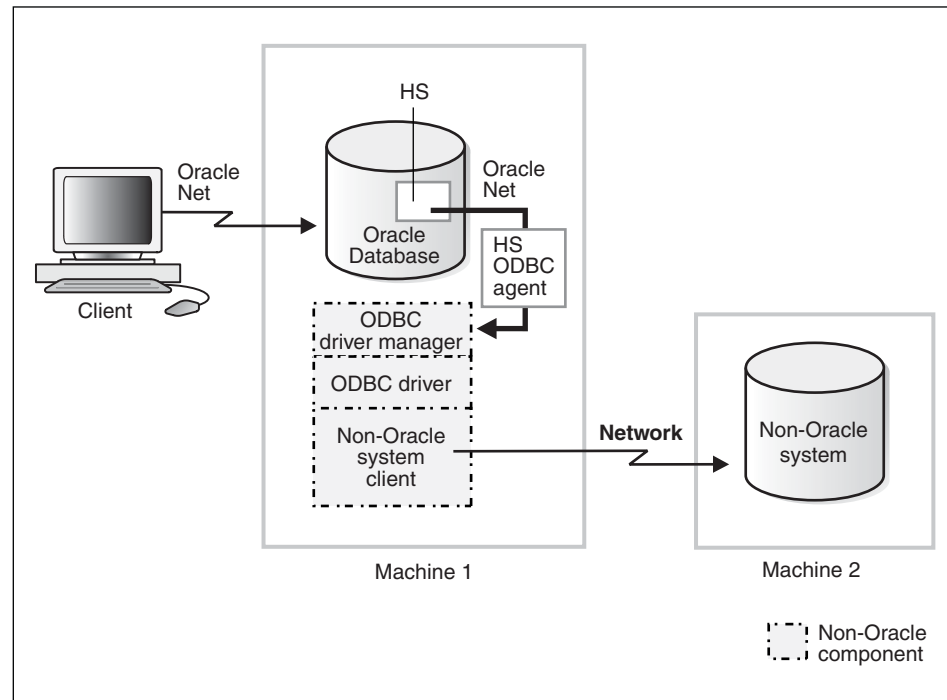 HS
Oracle
Net
Oracle
Net
Oracle
Database
HS
ODBC
agent
Client
ODBC
driver manager
ODBC driver
Non-Oracle
system
client
Network
Non-Oracle
system
Machine 1
Machine 2
Non-Oracle
component